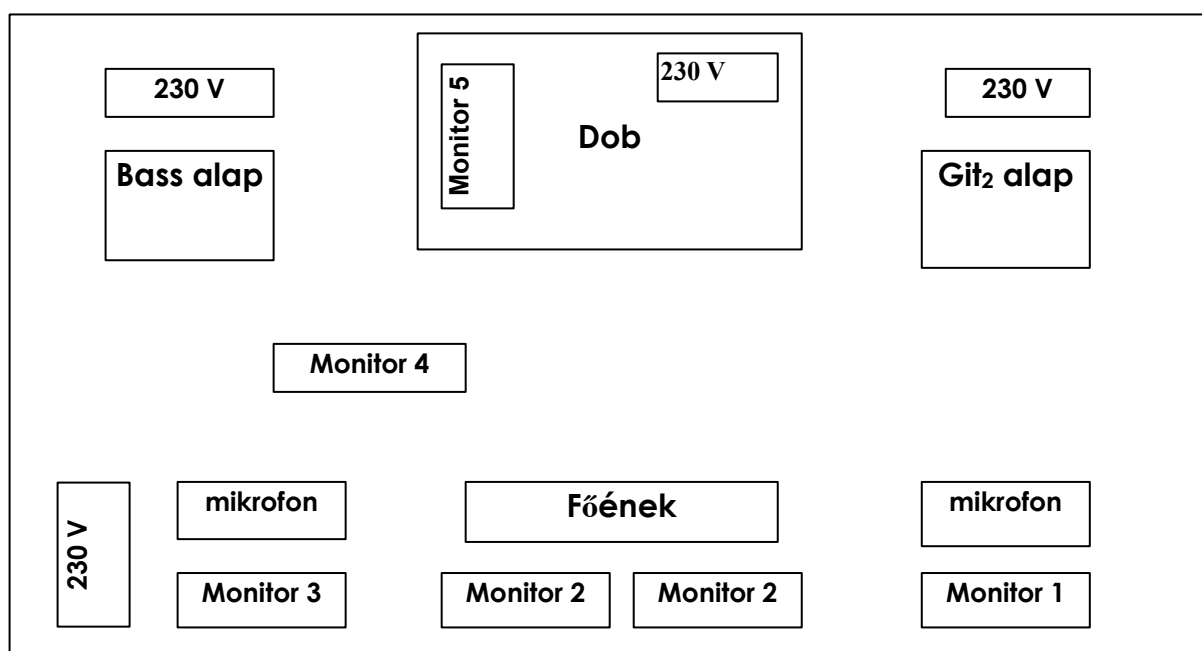 230 V
Monitor 5
230 V
Dob
230 V
Bass alap
Git₂ alap
Monitor 4
230 V
mikrofon
Főének
mikrofon
Monitor 3
Monitor 2
Monitor 2
Monitor 1